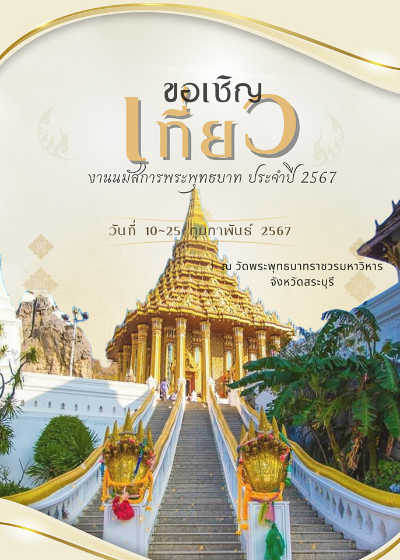 ขอเชิญ
เที่ยว
งานนมัสการพระพุทธบาท ประจำปี 2567
วันที่ 10~25 กุมภาพันธ์ 2567
ณ วัดพระพุทธบาทราชวรมหาวิหาร
จังหวัดสระบุรี